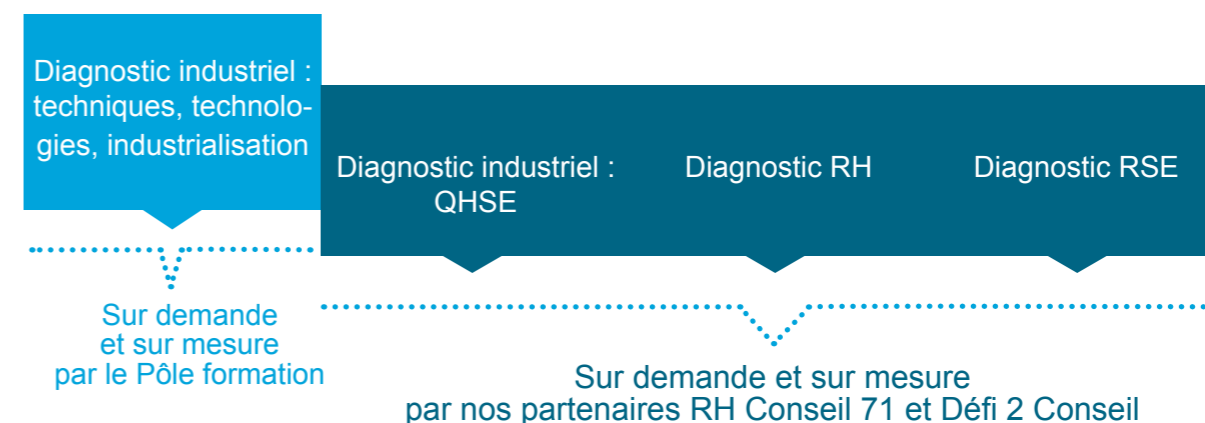 Diagnostic industriel :
techniques, technolo-
gies, industrialisation
Diagnostic industriel :
QHSE
Diagnostic RH
Diagnostic RSE
Sur demande
et sur mesure
par le Pôle formation
Sur demande et sur mesure
par nos partenaires RH Conseil 71 et Défi 2 Conseil